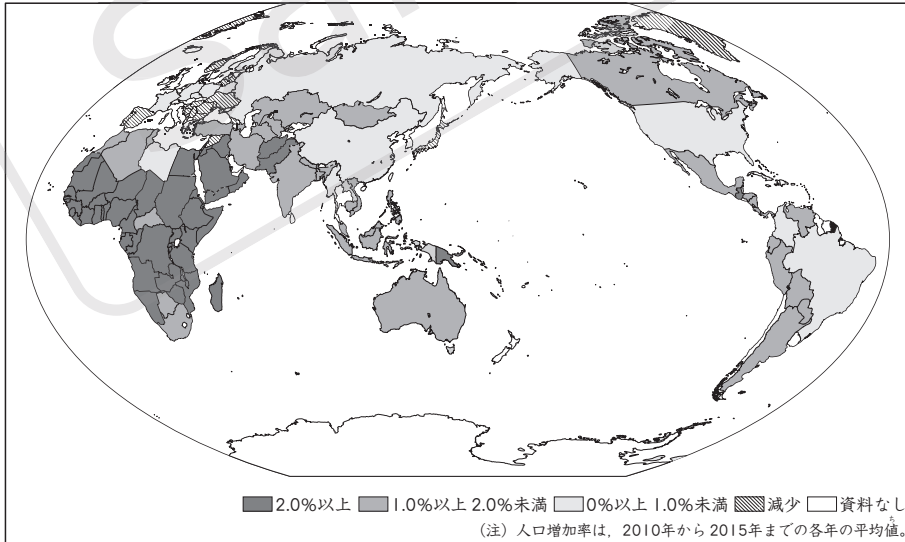 Sam
2.0%以上 1.0%以上 2.0%未満 0%以上 1.0%未満 減少 資料なし
ち
(注) 人口増加率は，2010年から2015年までの各年の平均値。